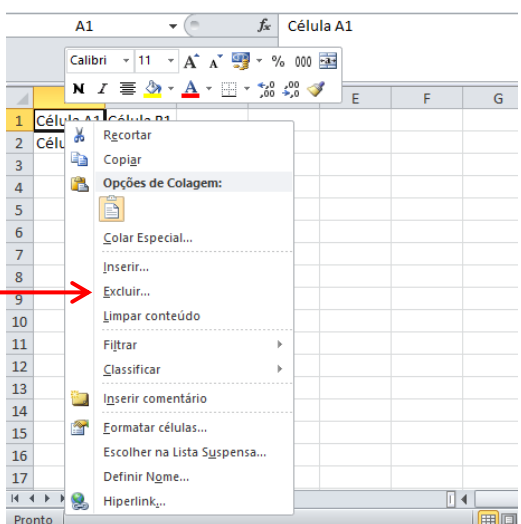 A1 fx Célula A1
Calibri 11 A A % 000
N I A ,00 ,0
E F G
1 Célula A1 Célula B1
2 Célu
3
4
5
6
7
8
9
10
11
12
13
14
15
16
17
Recortar
Copiar
Opções de Colagem:
Colar Especial...
Inserir...
Excluir...
Limpar conteúdo
Filtrar
Classificar
Inserir comentário
Formatar células...
Escolher na Lista Suspensa...
Definir Nome...
Hiperlink...
Pronto